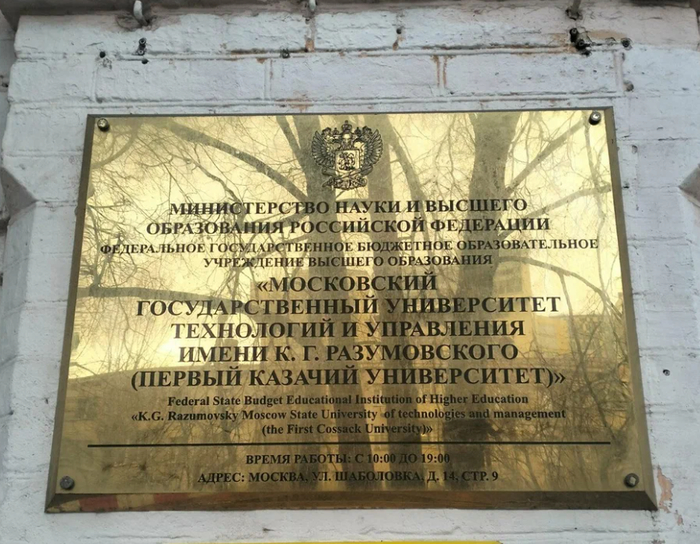 МИНИСТЕРСТВО НАУКИ И ВЫСШЕГО
ОБРАЗОВАНИЯ РОССИЙСКОЙ ФЕДЕРАЦИИ
ФЕДЕРАЛЬНОЕ ГОСУДАРСТВЕННОЕ БЮДЖЕТНОЕ ОБРАЗОВАТЕЛЬНОЕ
УЧРЕЖДЕНИЕ ВЫСШЕГО ОБРАЗОВАНИЯ
«МОСКОВСКИЙ
ГОСУДАРСТВЕННЫЙ УНИВЕРСИТЕТ
ТЕХНОЛОГИЙ И УПРАВЛЕНИЯ
ИМЕНИ К. Г. РАЗУМОВСКОГО
(ПЕРВЫЙ КАЗАЧИЙ УНИВЕРСИТЕТ)»
Federal State Budget Educational Institution of Higher Education
«K.G. Razumovsky Moscow State University of technologies and management
(the First Cossack University)»
ВРЕМЯ РАБОТЫ: С 10:00 ДО 19:00
АДРЕС: МОСКВА, УЛ. ШАБОЛОВКА, Д. 14, СТР. 9